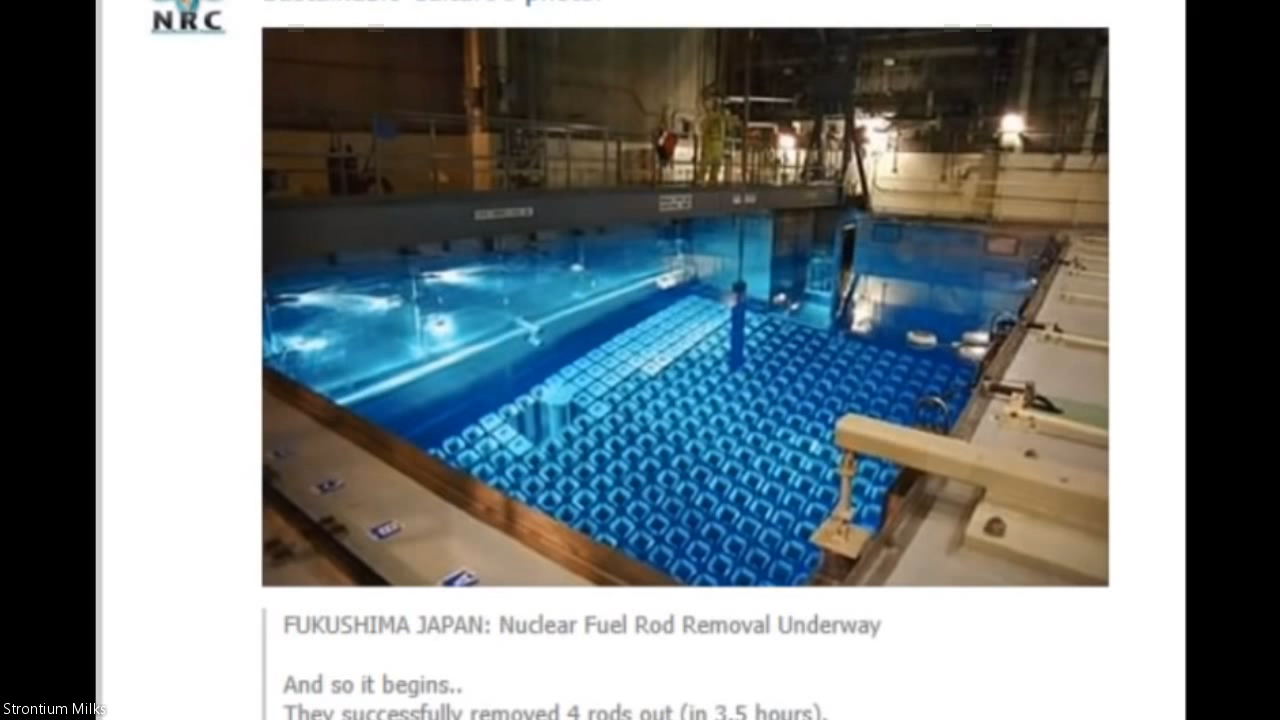 NRC
FUKUSHIMA JAPAN: Nuclear Fuel Rod Removal Underway
And so it begins..
They successfully removed 4 rods out (in 3.5 hours).
Strontium Milks